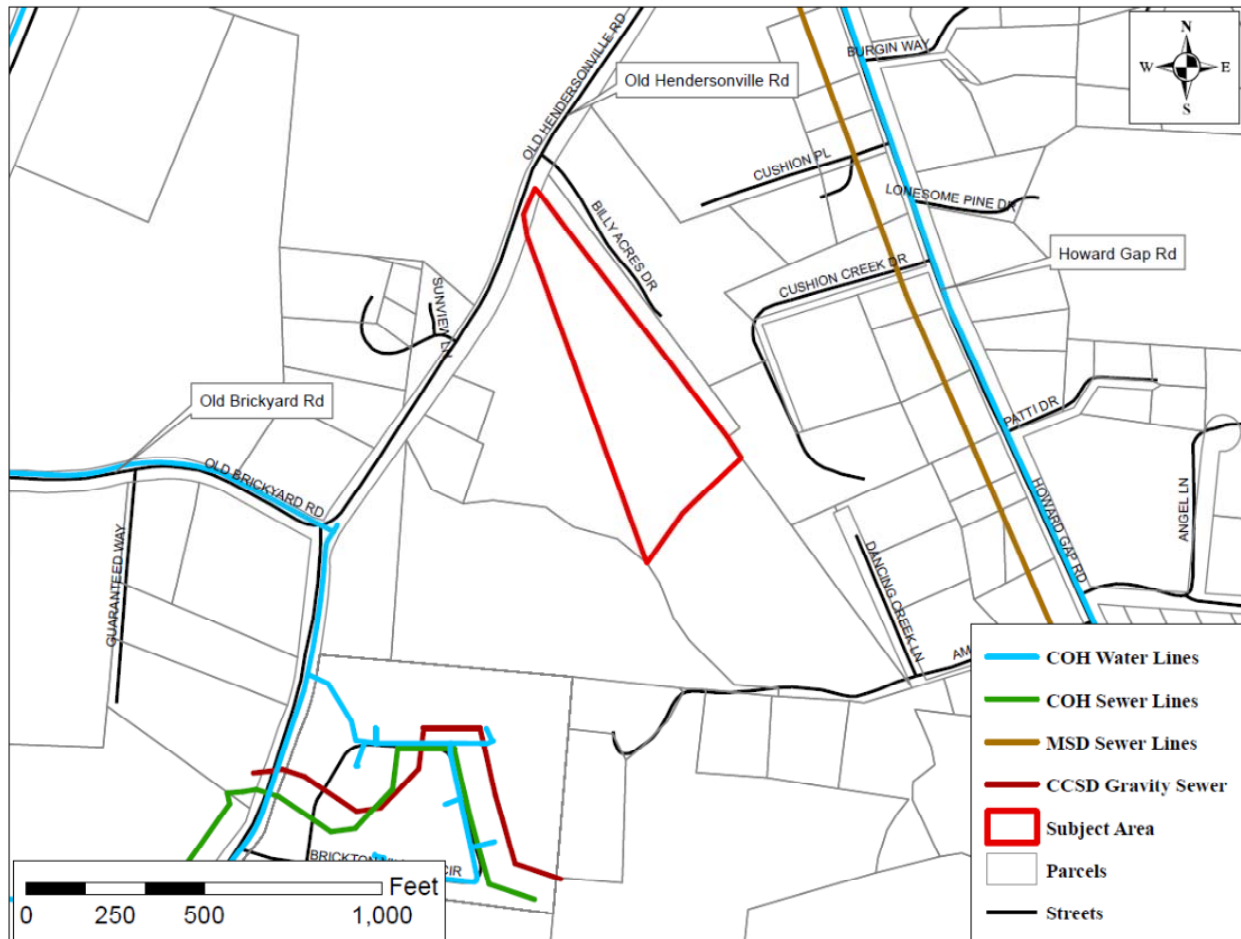 N
W E
S
BURGIN WAY
OLD HENDERSONVILLE RD
Old Hendersonville Rd
CUSHION PL
LONESOME PINE DR
BILLY ACRES DR
Howard Gap Rd
CUSHION CREEK DR
SUNVIEW LN
Old Brickyard Rd
PATTI DR
OLD BRICKYARD RD
HOWARD GAP RD
ANGEL LN
GUARANTEED WAY
DANCING CREEK LN
AM
COH Water Lines
COH Sewer Lines
MSD Sewer Lines
CCSD Gravity Sewer
Subject Area
Parcels
Streets
BRICKTON CIR
Feet
0 250 500 1,000